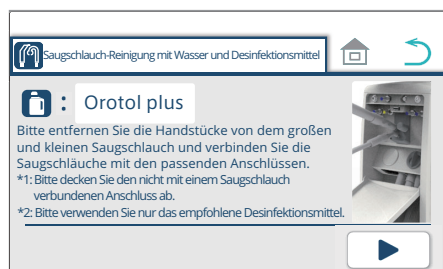 Saugschlauch-Reinigung mit Wasser und Desinfektionsmittel
: Orotol plus
Bitte entfernen Sie die Handstücke von dem großen
und kleinen Saugschlauch und verbinden Sie die
Saugschläuche mit den passenden Anschlüssen.
*1: Bitte decken Sie den nicht mit einem Saugschlauch
verbundenen Anschluss ab.
*2: Bitte verwenden Sie nur das empfohlene Desinfektionsmittel.